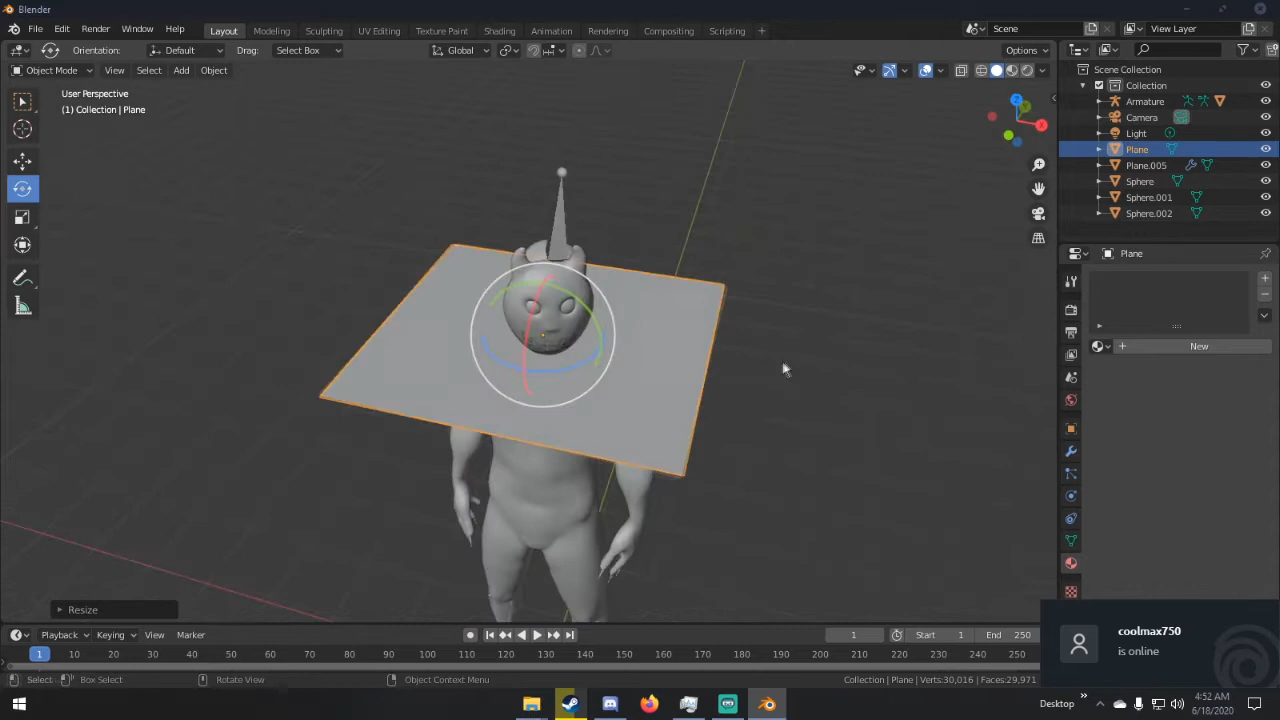 Blender
File Edit Render Window Help
Layout Modeling Sculpting UV Editing Texture Paint Shading Animation Rendering Compositing Scripting +
Scene
View Layer
Orientation: Default Drag: Select Box Global Options
Object Mode View Select Add Object
User Perspective
(1) Collection | Plane
Z
X
Scene Collection
Collection
Armature
Camera
Light
Plane
Plane.005
Sphere
Sphere.001
Sphere.002
Plane
New
Resize
Playback Keying View Marker 1 Start 1 End 250
1 10 20 30 40 50 60 70 80 90 100 110 120 130 140 150 160 170 180 190 200 210 220 230 240 250
Select Box Select Rotate View Object Context Menu
Collection | Plane | Verts:30,016 | Faces:29,971
coolmax750
is online
Desktop
4:52 AM
6/18/2020